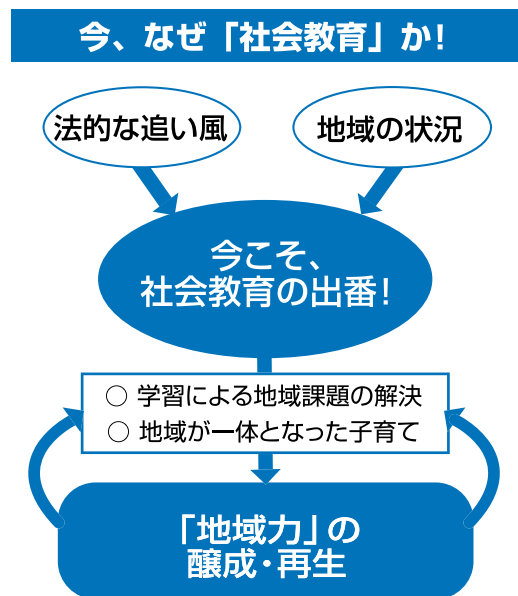 今、なぜ「社会教育」か!
法的な追い風
地域の状況
今こそ、
社会教育の出番!
○ 学習による地域課題の解決
○ 地域が一体となった子育て
「地域力」の
醸成・再生